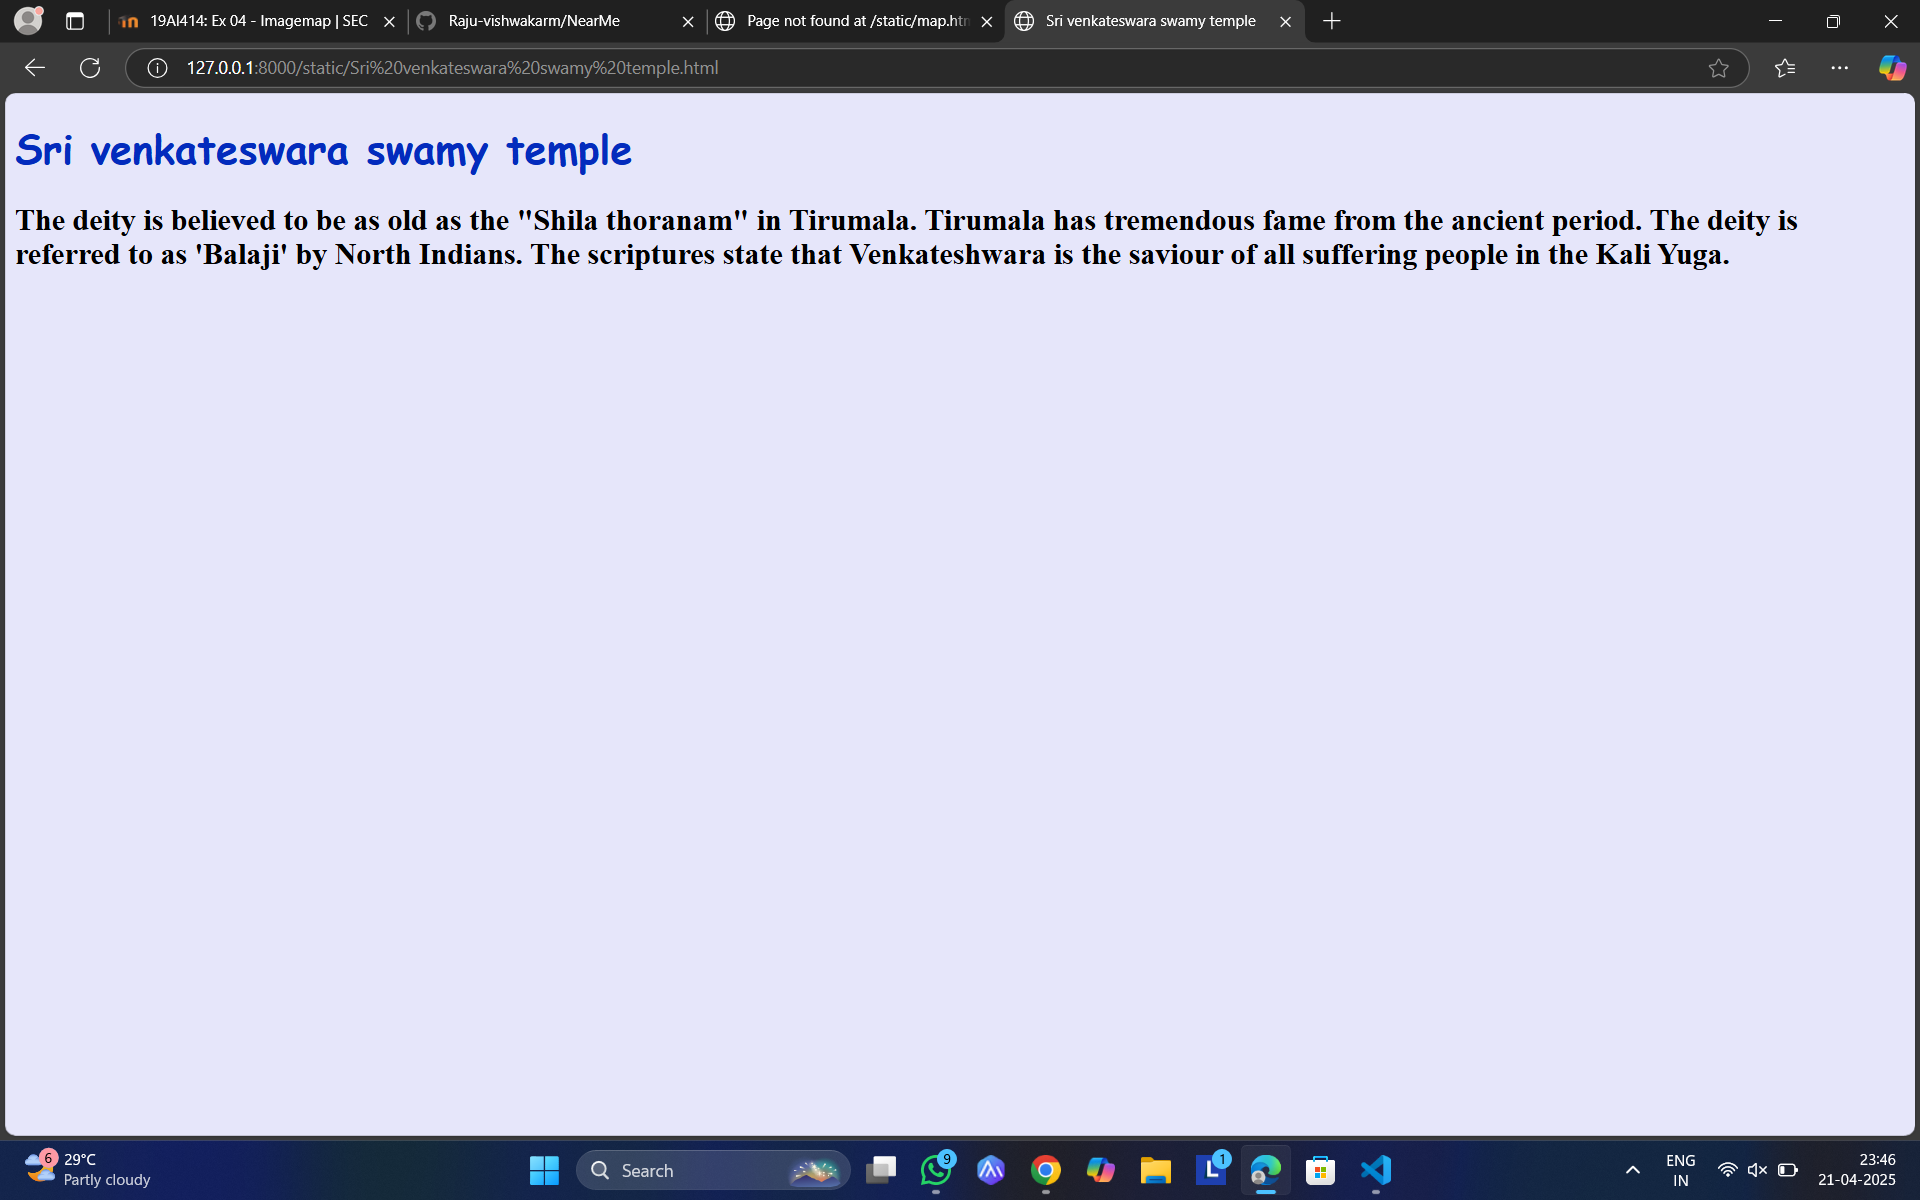 19AI414: Ex 04 - Imagemap | SEC
Raju-vishwakarm/NearMe
Page not found at /static/map.htm
Sri venkateswara swamy temple
127.0.0.1:8000/static/Sri%20venkateswara%20swamy%20temple.html
Sri venkateswara swamy temple
The deity is believed to be as old as the "Shila thoranam" in Tirumala. Tirumala has tremendous fame from the ancient period. The deity is
referred to as 'Balaji' by North Indians. The scriptures state that Venkateshwara is the saviour of all suffering people in the Kali Yuga.
6
29°C
Partly cloudy
Search
9
1
ENG
IN
23:46
21-04-2025